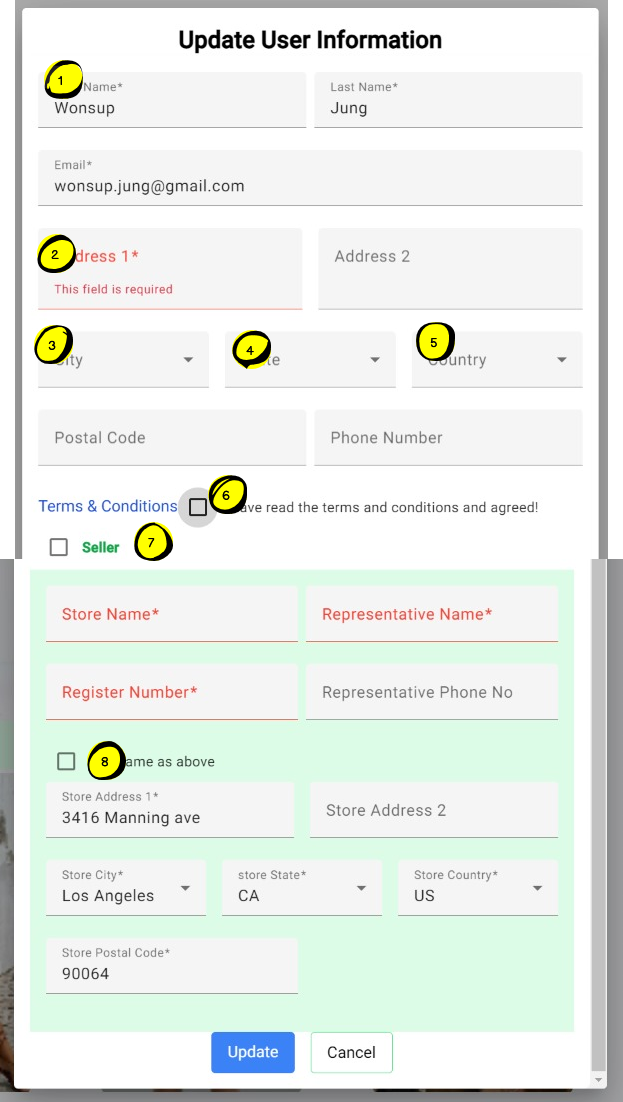 Update User Information
1 Name* Last Name*
Wonsup Jung
Email*
wonsup.jung@gmail.com
2 dress 1* Address 2
This field is required
3 4 5
ity te ountry
Postal Code Phone Number
Terms & Conditions 6 ave read the terms and conditions and agreed!
Seller 7
Store Name* Representative Name*
Register Number* Representative Phone No
8 ame as above
Store Address 1* Store Address 2
3416 Manning ave
Store City* store State* Store Country*
Los Angeles CA US
Store Postal Code*
90064
Update Cancel